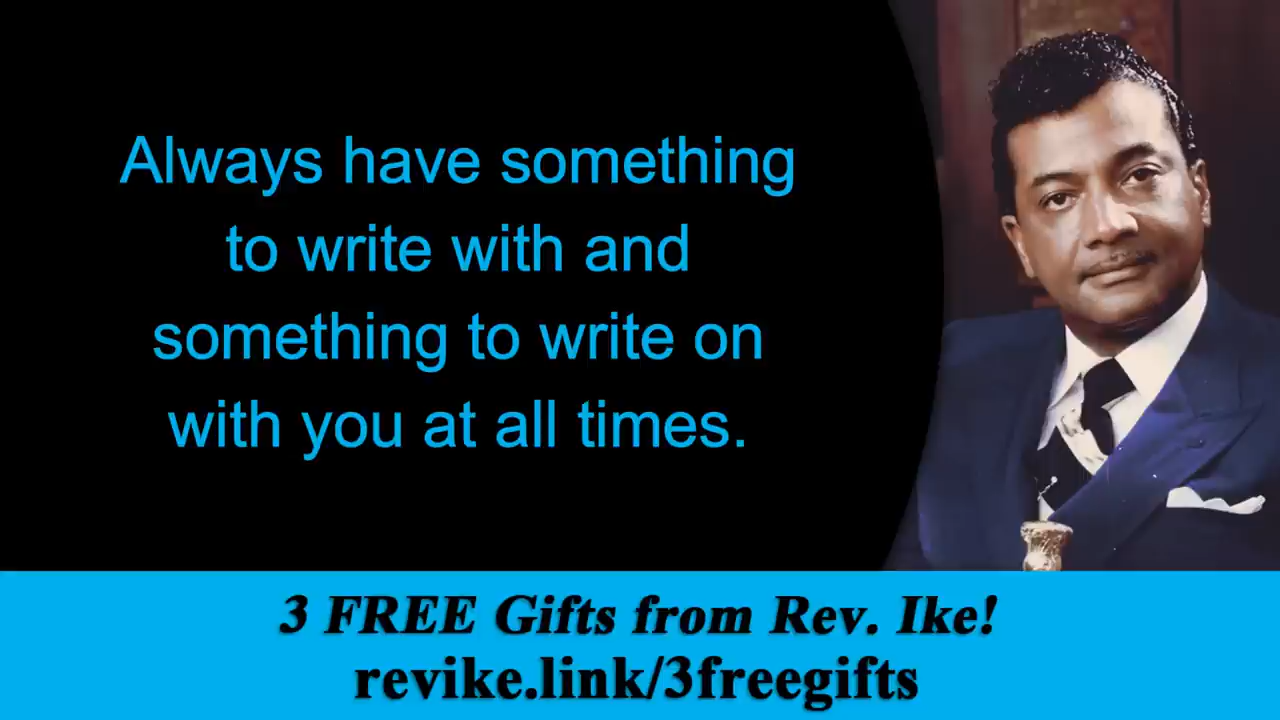 Always have something
to write with and
something to write on
with you at all times.
3 FREE Gifts from Rev. Ike!
revike.link/3freegifts